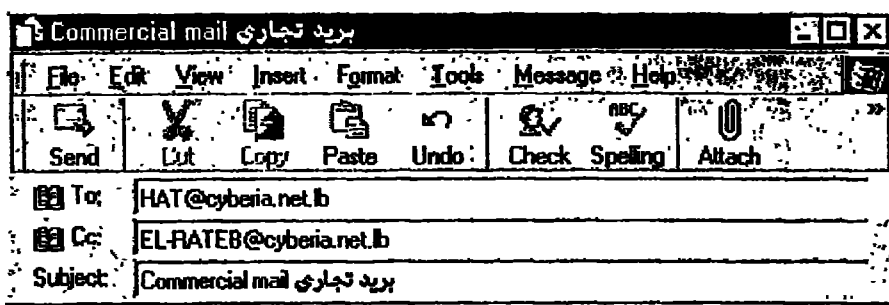 Commercial mail بريد تجاري
File Edit View Insert Format Tools Message Help
Send Cut Copy Paste Undo Check Spelling Attach
To: HAT@cyberia.net.lb
Cc: EL-RATEB@cyberia.net.lb
Subject: Commercial mail بريد تجاري